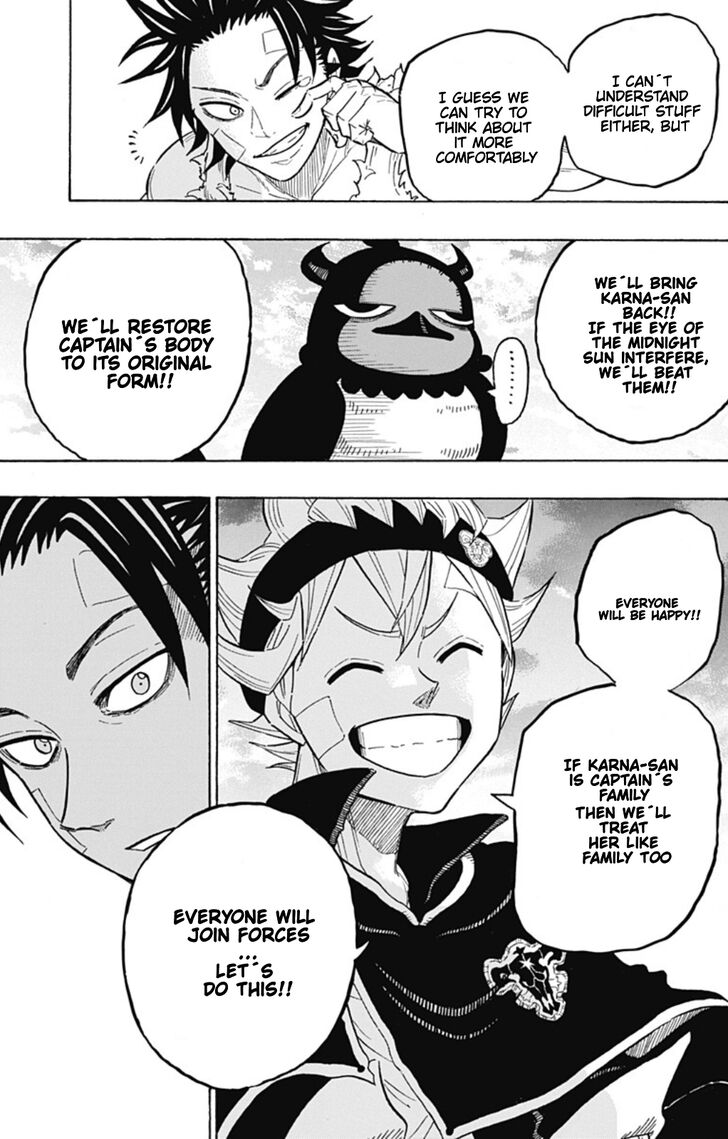 I CAN´T
UNDERSTAND
DIFFICULT STUFF
EITHER, BUT
I GUESS WE
CAN TRY TO
THINK ABOUT
IT MORE
COMFORTABLY
WE´LL BRING
KARNA-SAN
BACK!!
IF THE EYE OF
THE MIDNIGHT
SUN INTERFERE,
WE´LL BEAT
THEM!!
......
WE´LL RESTORE
CAPTAIN´S BODY
TO ITS ORIGINAL
FORM!!
EVERYONE
WILL BE HAPPY!!
IF KARNA-SAN
IS CAPTAIN´S
FAMILY
THEN WE´LL
TREAT
HER LIKE
FAMILY TOO
EVERYONE WILL
JOIN FORCES
...
LET´S
DO THIS!!